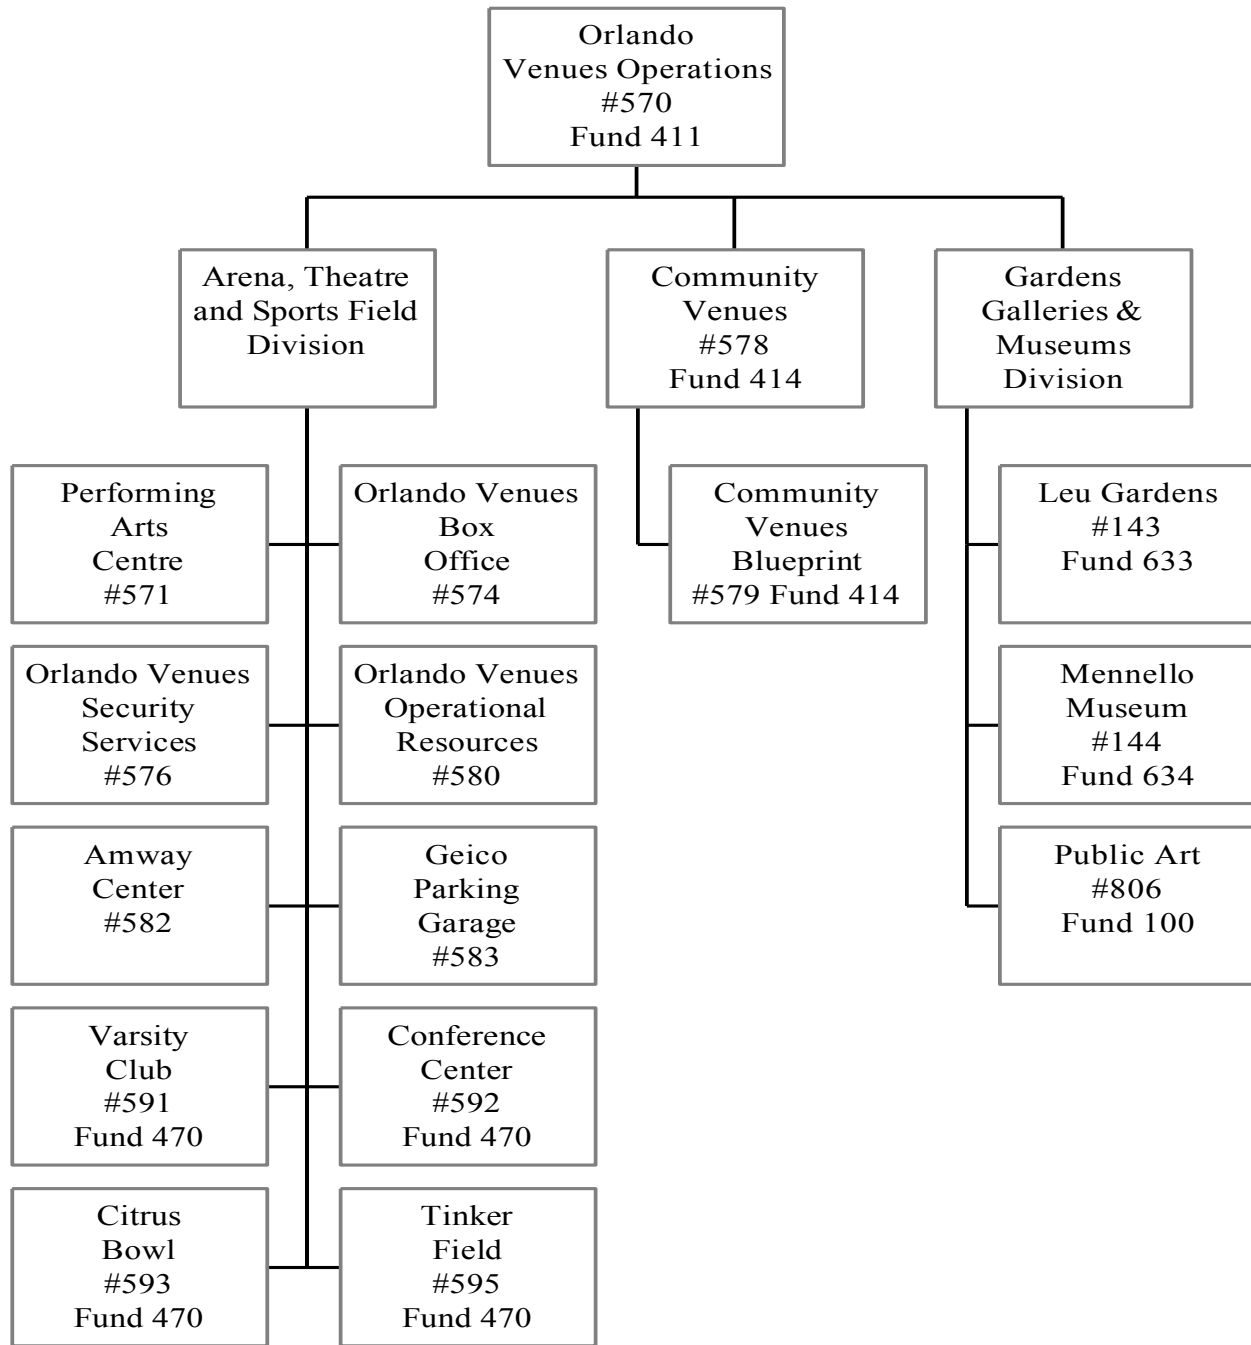 Orlando
Venues Operations
#570
Fund 411
Arena, Theatre
and Sports Field
Division
Community
Venues
#578
Fund 414
Gardens
Galleries &
Museums
Division
Performing
Arts
Centre
#571
Orlando Venues
Box
Office
#574
Community
Venues
Blueprint
#579 Fund 414
Leu Gardens
#143
Fund 633
Orlando Venues
Security
Services
#576
Orlando Venues
Operational
Resources
#580
Mennello
Museum
#144
Fund 634
Amway
Center
#582
Geico
Parking
Garage
#583
Public Art
#806
Fund 100
Varsity
Club
#591
Fund 470
Conference
Center
#592
Fund 470
Citrus
Bowl
#593
Fund 470
Tinker
Field
#595
Fund 470